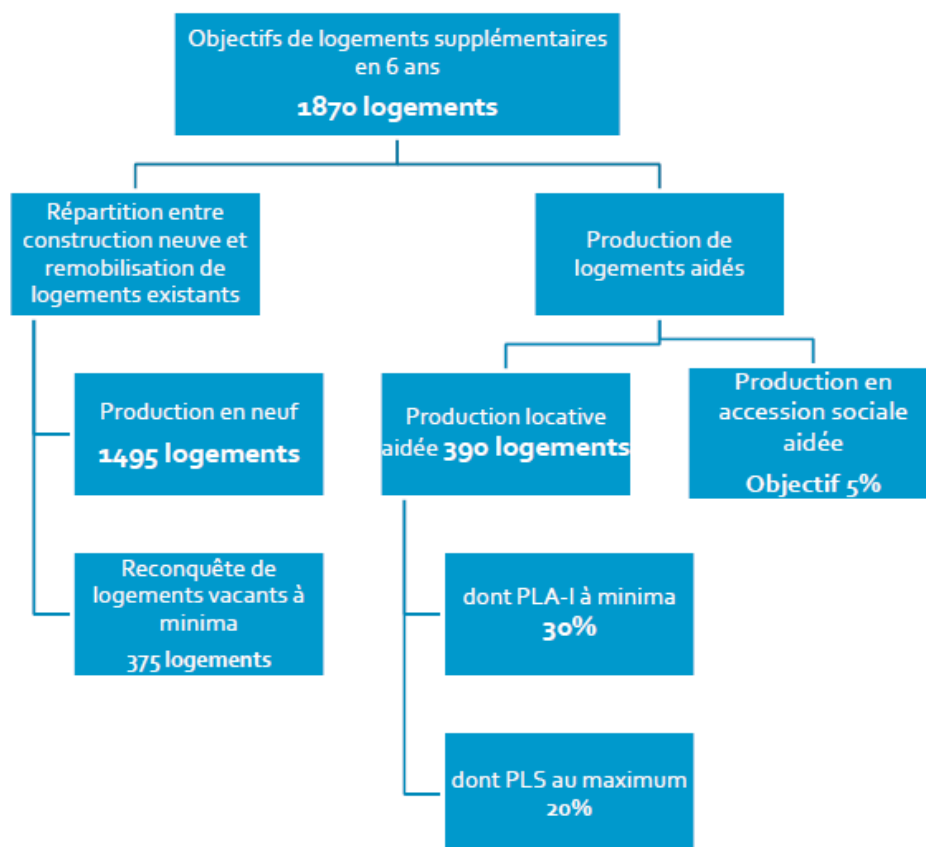 Objectifs de logements supplémentaires
en 6 ans
1870 logements
Répartition entre
construction neuve et
remobilisation de
logements existants
Production de
logements aidés
Production en neuf
1495 logements
Production locative
aidée 390 logements
Production en
accession sociale
aidée
Objectif 5%
Reconquête de
logements vacants à
minima
375 logements
dont PLA-I à minima
30%
dont PLS au maximum
20%